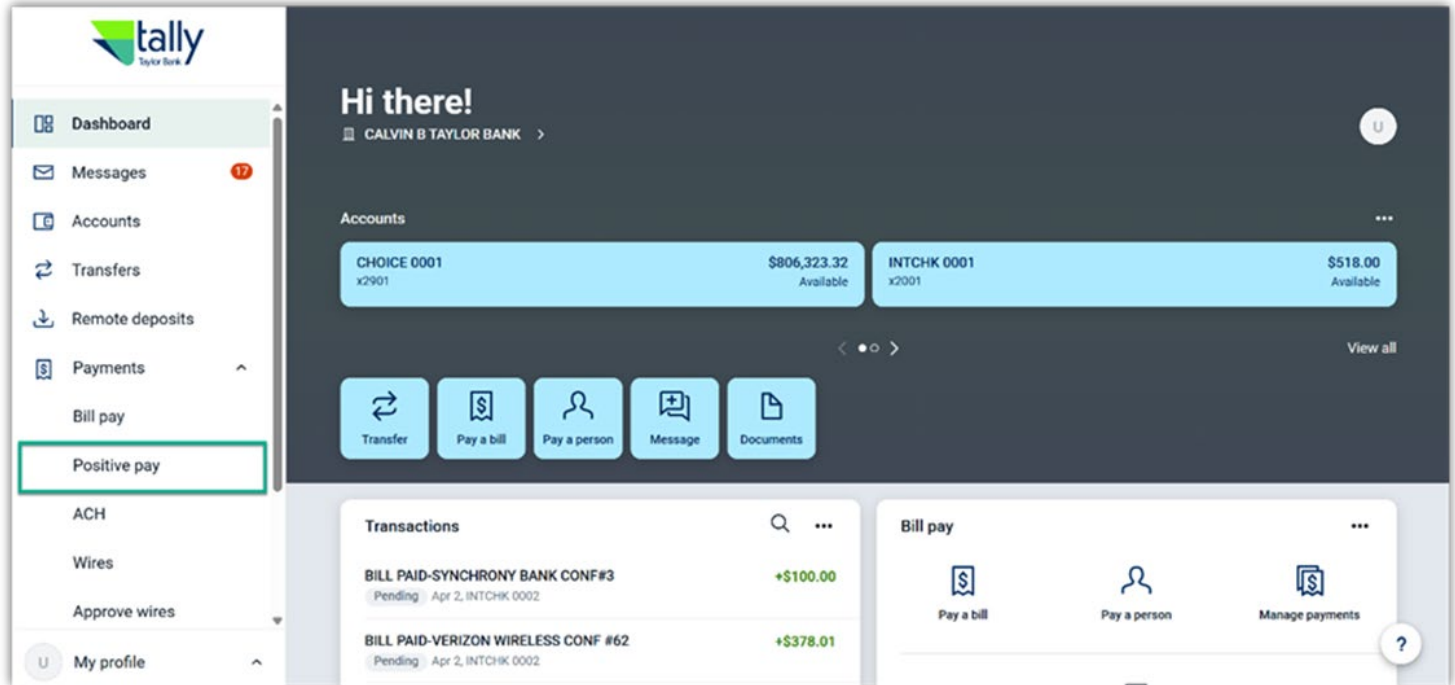 tally
Taylor Bank
Dashboard
Messages 17
Accounts
Transfers
Remote deposits
Payments
Bill pay
Positive pay
ACH
Wires
Approve wires
U My profile
Hi there!
CALVIN B TAYLOR BANK
U
Accounts
CHOICE 0001 $806,323.32
x2901 Available
INTCHK 0001 $518.00
x2001 Available
View all
Transfer
Pay a bill
Pay a person
Message
Documents
Transactions
BILL PAID-SYNCHRONY BANK CONF#3 +$100.00
Pending Apr 2, INTCHK 0002
BILL PAID-VERIZON WIRELESS CONF #62 +$378.01
Pending Apr 2, INTCHK 0002
Bill pay
Pay a bill
Pay a person
Manage payments
?